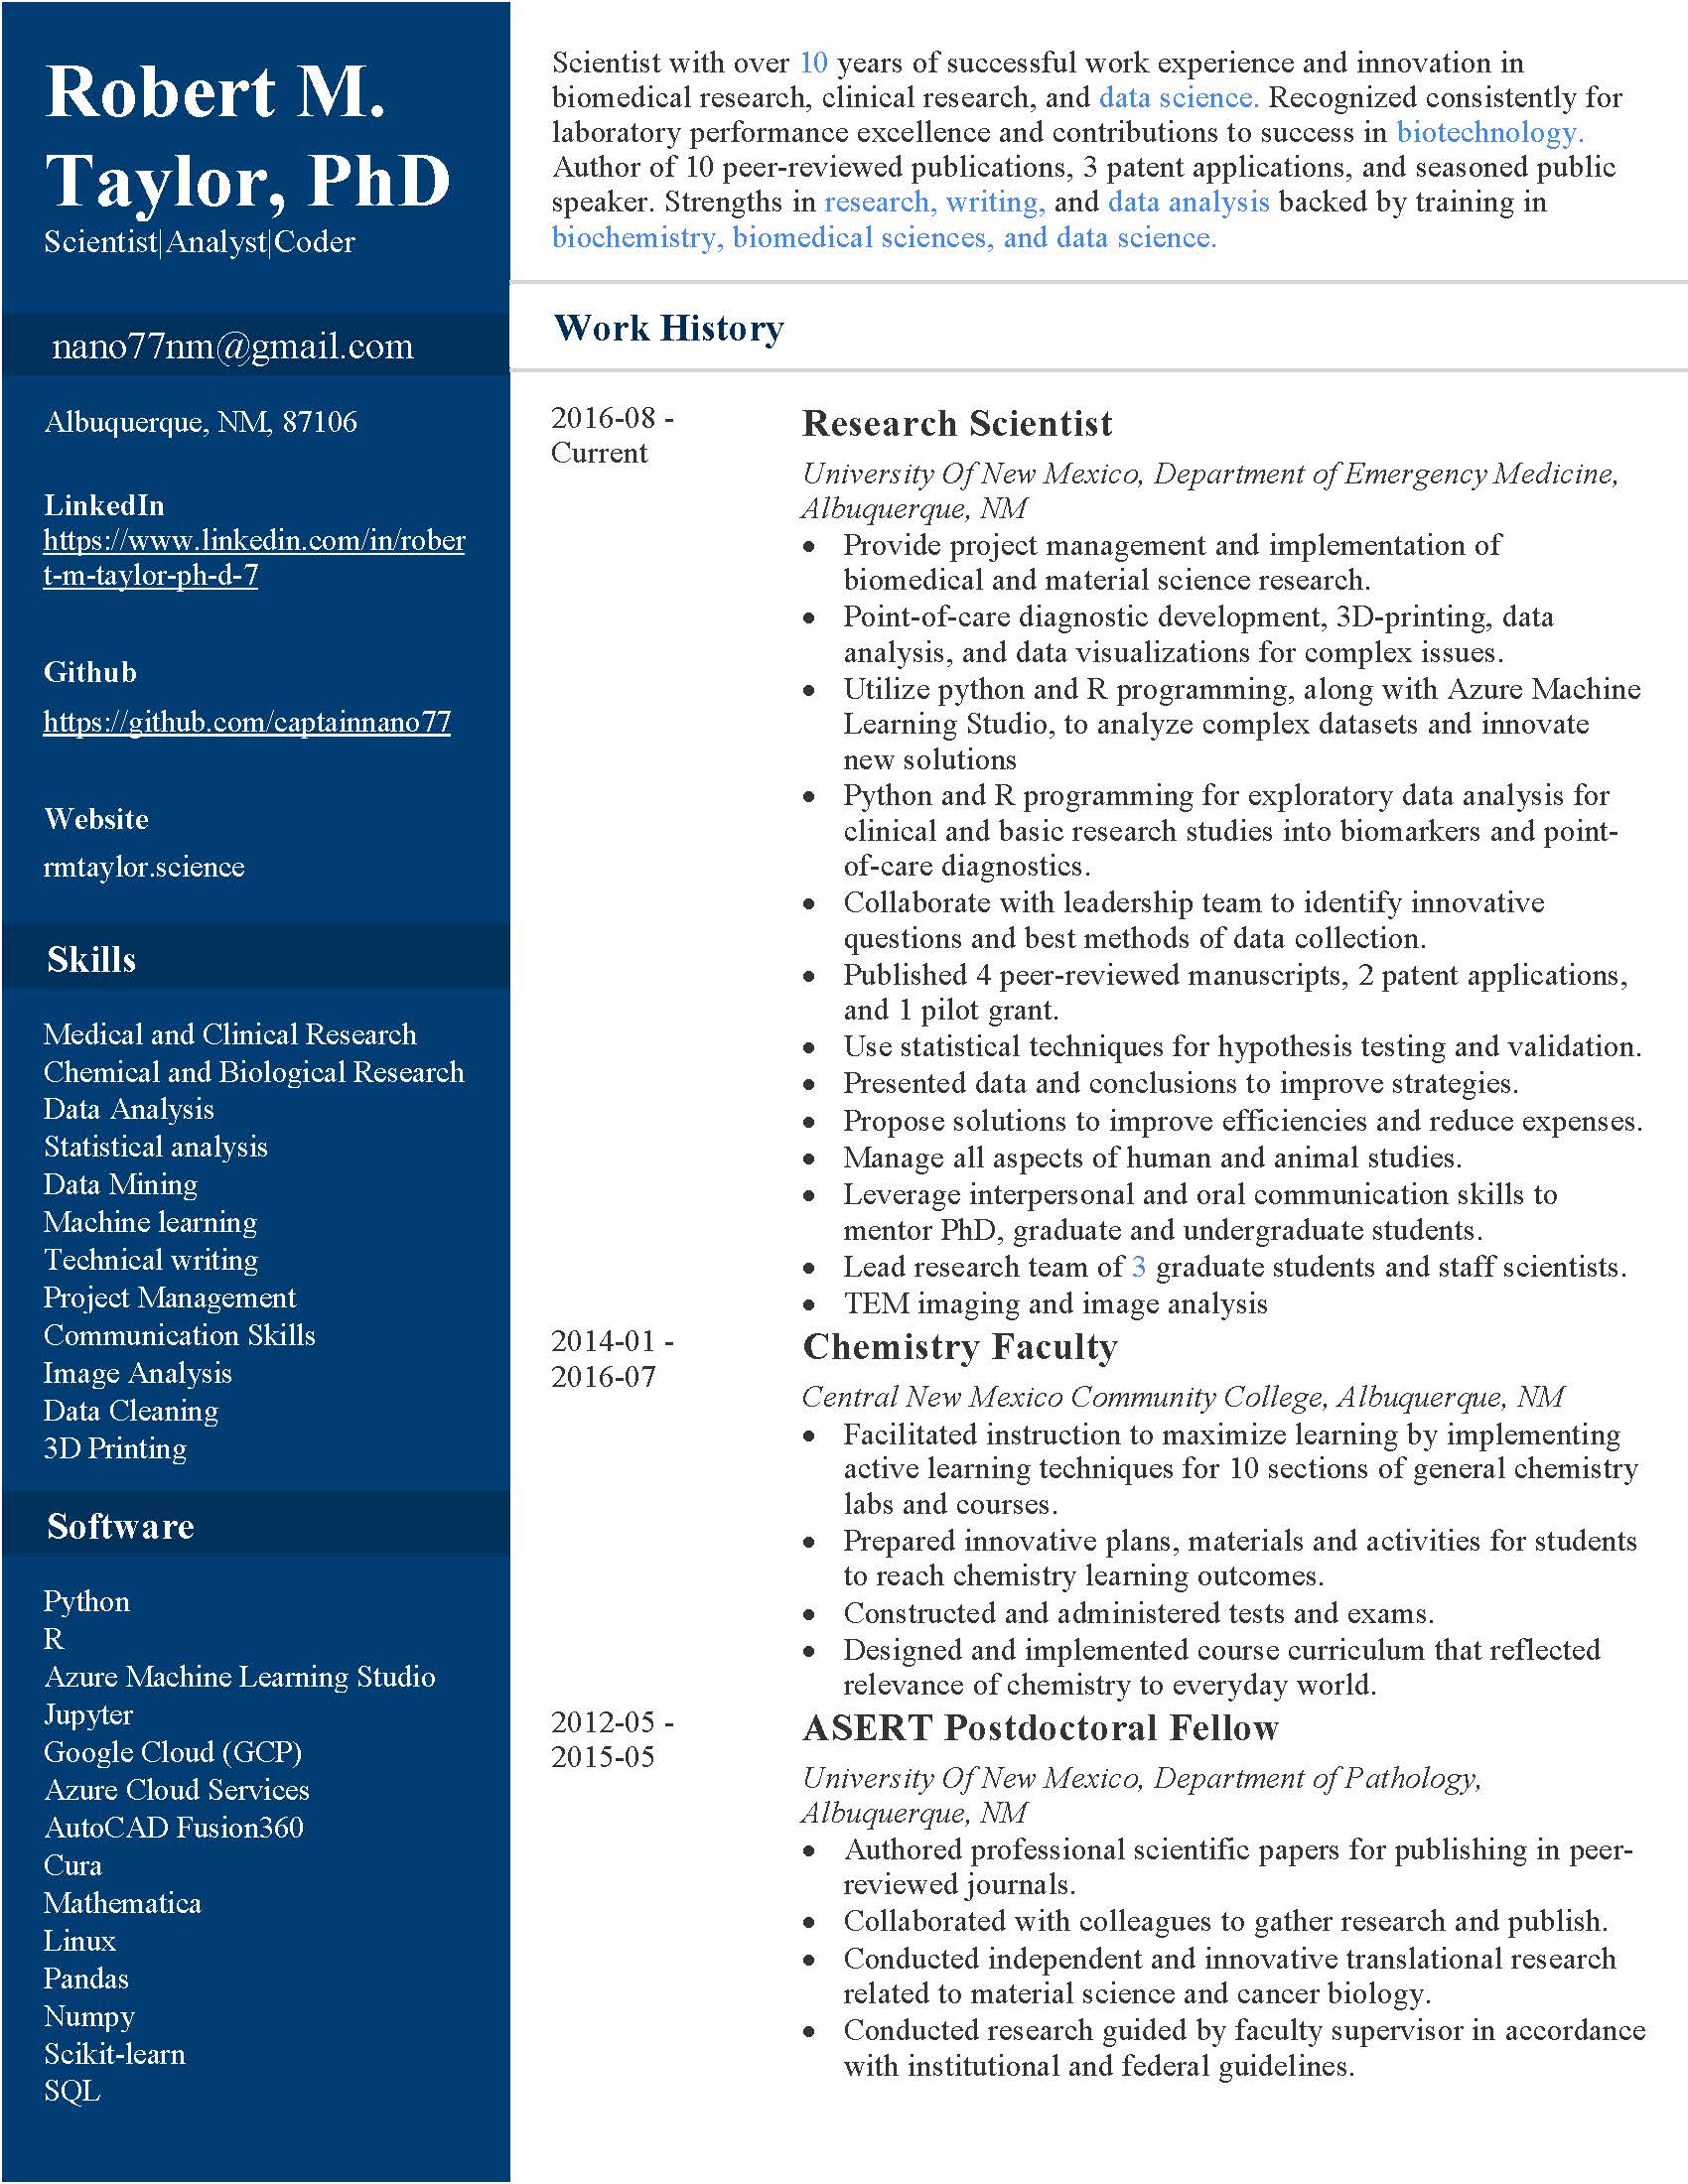 Robert M.
Taylor, PhD
Scientist|Analyst|Coder
nano77nm@gmail.com
Albuquerque, NM, 87106
LinkedIn
https://www.linkedin.com/in/rober
t-m-taylor-ph-d-7
Github
https://github.com/captainnano77
Website
rmtaylor.science
Skills
Medical and Clinical Research
Chemical and Biological Research
Data Analysis
Statistical analysis
Data Mining
Machine learning
Technical writing
Project Management
Communication Skills
Image Analysis
Data Cleaning
3D Printing
Software
Python
R
Azure Machine Learning Studio
Jupyter
Google Cloud (GCP)
Azure Cloud Services
AutoCAD Fusion360
Cura
Mathematica
Linux
Pandas
Numpy
Scikit-learn
SQL
Scientist with over 10 years of successful work experience and innovation in
biomedical research, clinical research, and data science. Recognized consistently for
laboratory performance excellence and contributions to success in biotechnology.
Author of 10 peer-reviewed publications, 3 patent applications, and seasoned public
speaker. Strengths in research, writing, and data analysis backed by training in
biochemistry, biomedical sciences, and data science.
Work History
2016-08 -
Current
Research Scientist
University Of New Mexico, Department of Emergency Medicine,
Albuquerque, NM
• Provide project management and implementation of
biomedical and material science research.
• Point-of-care diagnostic development, 3D-printing, data
analysis, and data visualizations for complex issues.
• Utilize python and R programming, along with Azure Machine
Learning Studio, to analyze complex datasets and innovate
new solutions
• Python and R programming for exploratory data analysis for
clinical and basic research studies into biomarkers and point-
of-care diagnostics.
• Collaborate with leadership team to identify innovative
questions and best methods of data collection.
• Published 4 peer-reviewed manuscripts, 2 patent applications,
and 1 pilot grant.
• Use statistical techniques for hypothesis testing and validation.
• Presented data and conclusions to improve strategies.
• Propose solutions to improve efficiencies and reduce expenses.
• Manage all aspects of human and animal studies.
• Leverage interpersonal and oral communication skills to
mentor PhD, graduate and undergraduate students.
• Lead research team of 3 graduate students and staff scientists.
• TEM imaging and image analysis
2014-01 -
2016-07
Chemistry Faculty
Central New Mexico Community College, Albuquerque, NM
• Facilitated instruction to maximize learning by implementing
active learning techniques for 10 sections of general chemistry
labs and courses.
• Prepared innovative plans, materials and activities for students
to reach chemistry learning outcomes.
• Constructed and administered tests and exams.
• Designed and implemented course curriculum that reflected
relevance of chemistry to everyday world.
2012-05 -
2015-05
ASERT Postdoctoral Fellow
University Of New Mexico, Department of Pathology,
Albuquerque, NM
• Authored professional scientific papers for publishing in peer-
reviewed journals.
• Collaborated with colleagues to gather research and publish.
• Conducted independent and innovative translational research
related to material science and cancer biology.
• Conducted research guided by faculty supervisor in accordance
with institutional and federal guidelines.